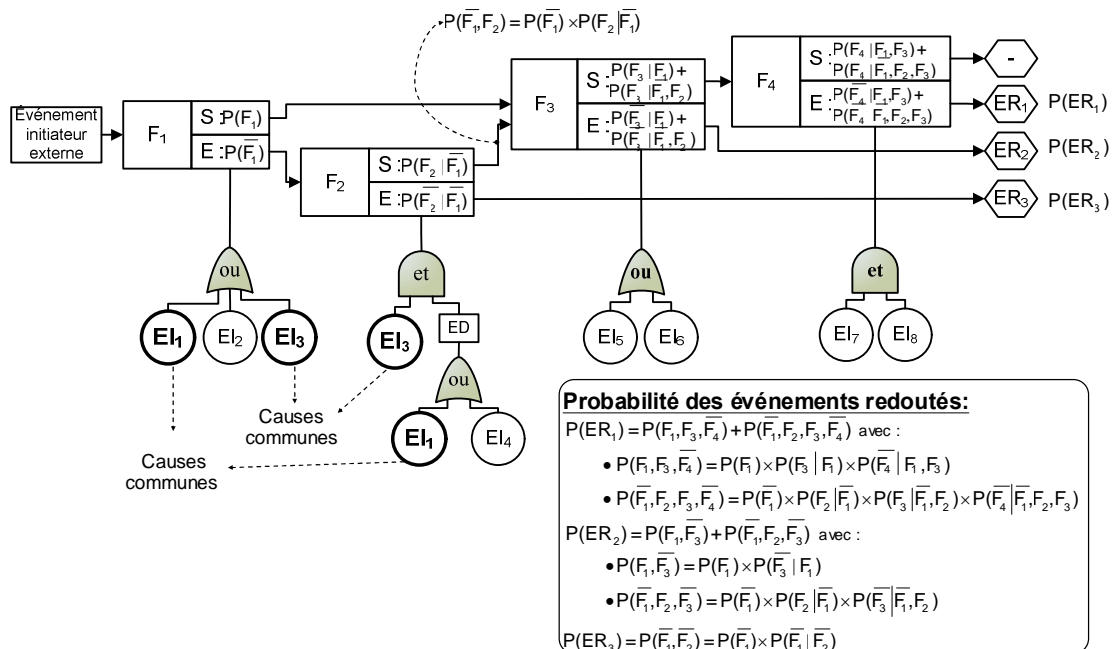 P(F̅₁,F₂)=P(F̅₁)×P(F₂|F̅₁)
Événement
initiateur
externe
F₁
S :P(F₁)
E :P(F̅₁)
F₂
S :P(F₂ | F̅₁)
E :P(F̅₂ | F̅₁)
F₃
S :P(F₃ | F̅₁) +
P(F₃ | F̅₁,F₂)
E :P(F̅₃ | F̅₁) +
P(F̅₃ | F̅₁,F₂)
F₄
S :P(F₄ | F̅₁,F₃) +
P(F₄ | F̅₁,F₂,F₃)
E :P(F̅₄ | F̅₁,F₃) +
P(F̅₄ | F̅₁,F₂,F₃)
-
ER₁ P(ER₁)
ER₂ P(ER₂)
ER₃ P(ER₃)
ou
et
ou
et
EI₁
EI₂
EI₃
EI₃
ED
EI₅
EI₆
EI₇
EI₈
ou
EI₁
EI₄
Causes
communes
Causes
communes
Probabilité des événements redoutés:
P(ER₁)=P(F₁,F₃,F̅₄)+P(F̅₁,F₂,F₃,F̅₄) avec :
• P(F₁,F₃,F̅₄)=P(F₁)×P(F₃ | F₁)×P(F̅₄ | F₁,F₃)
• P(F̅₁,F₂,F₃,F̅₄)=P(F̅₁)×P(F₂|F̅₁)×P(F₃|F̅₁,F₂)×P(F̅₄|F̅₁,F₂,F₃)
P(ER₂)=P(F₁,F̅₃)+P(F̅₁,F₂,F̅₃) avec :
• P(F₁,F̅₃)=P(F₁)×P(F̅₃ | F₁)
• P(F̅₁,F₂,F̅₃)=P(F̅₁)×P(F₂|F̅₁)×P(F̅₃|F̅₁,F₂)
P(ER₃)=P(F̅₁,F̅₂)=P(F̅₁)×P(F̅₁ | F̅₂)